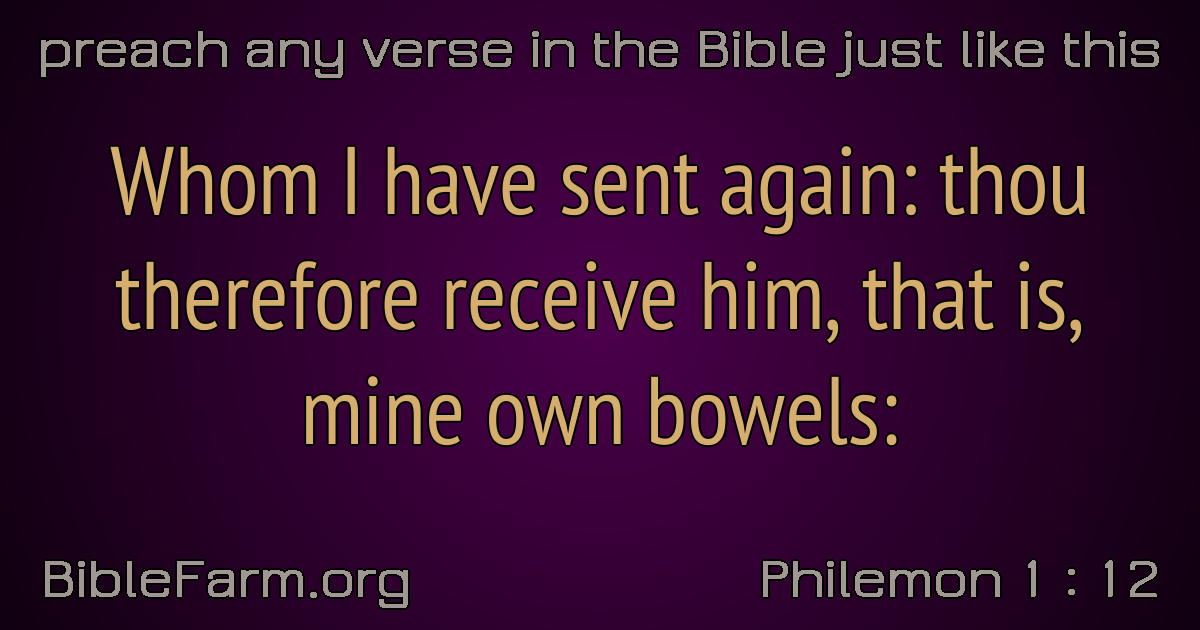 preach any verse in the Bible just like this
Whom I have sent again: thou
therefore receive him, that is,
mine own bowels:
BibleFarm.org
Philemon 1 : 12